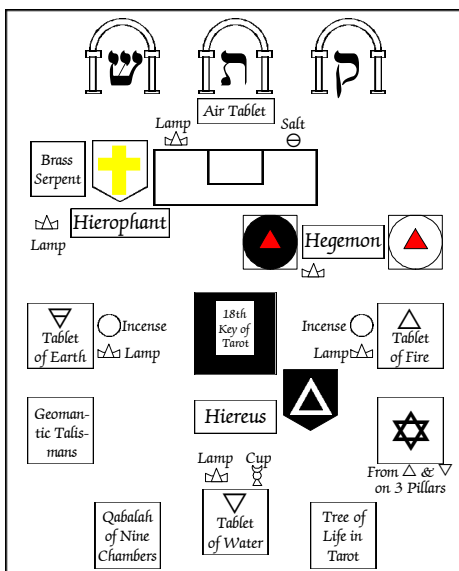 ש ת ק
Air Tablet
Lamp
Salt
Brass
Serpent
Hierophant
Lamp
Hegemon
Tablet
of Earth
Incense
Lamp
18th
Key of
Tarot
Incense
Lamp
Tablet
of Fire
Geoman-
tic Talis-
mans
Hiereus
From △ & ▽
on 3 Pillars
Lamp Cup
Tablet
of Water
Qabalah
of Nine
Chambers
Tree of
Life in
Tarot